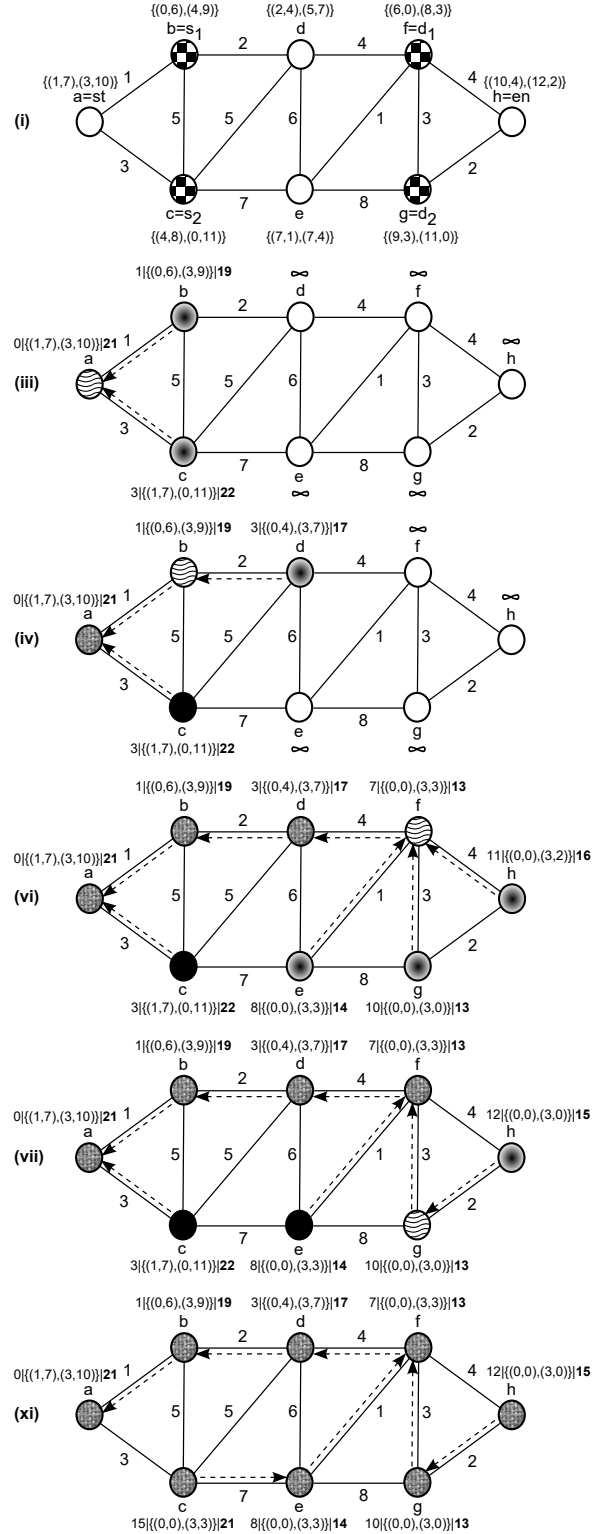 {(0,6),(4,9)} {(2,4),(5,7)} {(6,0),(8,3)}
b=s1 d f=d1
2 4
{(1,7),(3,10)} 1 4 {(10,4),(12,2)}
a=st h=en
(i) 5 5 6 1 3
3 2
7 8
c=s2 e g=d2
{(4,8),(0,11)} {(7,1),(7,4)} {(9,3),(11,0)}
1|{(0,6),(3,9)}|19 ∞ ∞
b d f
2 4
0|{(1,7),(3,10)}|21 1 4 ∞
a h
(iii) 5 5 6 1 3
3 2
7 8
c e g
3|{(1,7),(0,11)}|22 ∞ ∞
1|{(0,6),(3,9)}|19 3|{(0,4),(3,7)}|17 ∞
b d f
2 4
0|{(1,7),(3,10)}|21 1 4 ∞
a h
(iv) 5 5 6 1 3
3 2
7 8
c e g
3|{(1,7),(0,11)}|22 ∞ ∞
1|{(0,6),(3,9)}|19 3|{(0,4),(3,7)}|17 7|{(0,0),(3,3)}|13
b d f
2 4
0|{(1,7),(3,10)}|21 1 4 11|{(0,0),(3,2)}|16
a h
(vi) 5 5 6 1 3
3 2
7 8
c e g
3|{(1,7),(0,11)}|22 8|{(0,0),(3,3)}|14 10|{(0,0),(3,0)}|13
1|{(0,6),(3,9)}|19 3|{(0,4),(3,7)}|17 7|{(0,0),(3,3)}|13
b d f
2 4
0|{(1,7),(3,10)}|21 1 4 12|{(0,0),(3,0)}|15
a h
(vii) 5 5 6 1 3
3 2
7 8
c e g
3|{(1,7),(0,11)}|22 8|{(0,0),(3,3)}|14 10|{(0,0),(3,0)}|13
1|{(0,6),(3,9)}|19 3|{(0,4),(3,7)}|17 7|{(0,0),(3,3)}|13
b d f
2 4
0|{(1,7),(3,10)}|21 1 4 12|{(0,0),(3,0)}|15
a h
(xi) 5 5 6 1 3
3 2
7 8
c e g
15|{(0,0),(3,3)}|21 8|{(0,0),(3,3)}|14 10|{(0,0),(3,0)}|13